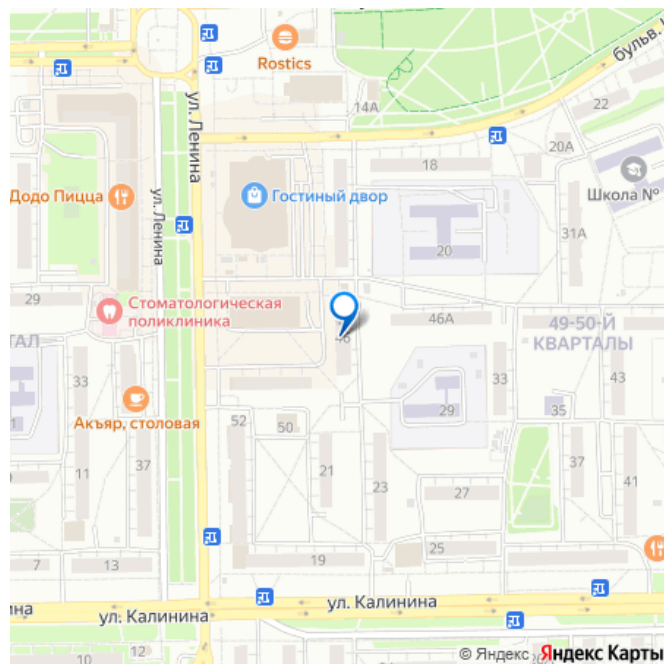 Rostics
бульв.
ул. Ленина
14А
22
18
20А
Школа №
Додо Пицца
Гостиный двор
ул. Ленина
20
31А
29
Стоматологическая
поликлиника
46А
49-50-Й
КВАРТАЛЫ
ТАЛ
46
33
33
43
Акъяр, столовая
52
50
29
35
11
37
21
23
27
37
41
7
13
19
25
ина
ул. Калинина
ул. Калинина
© Яндекс
Яндекс Карты